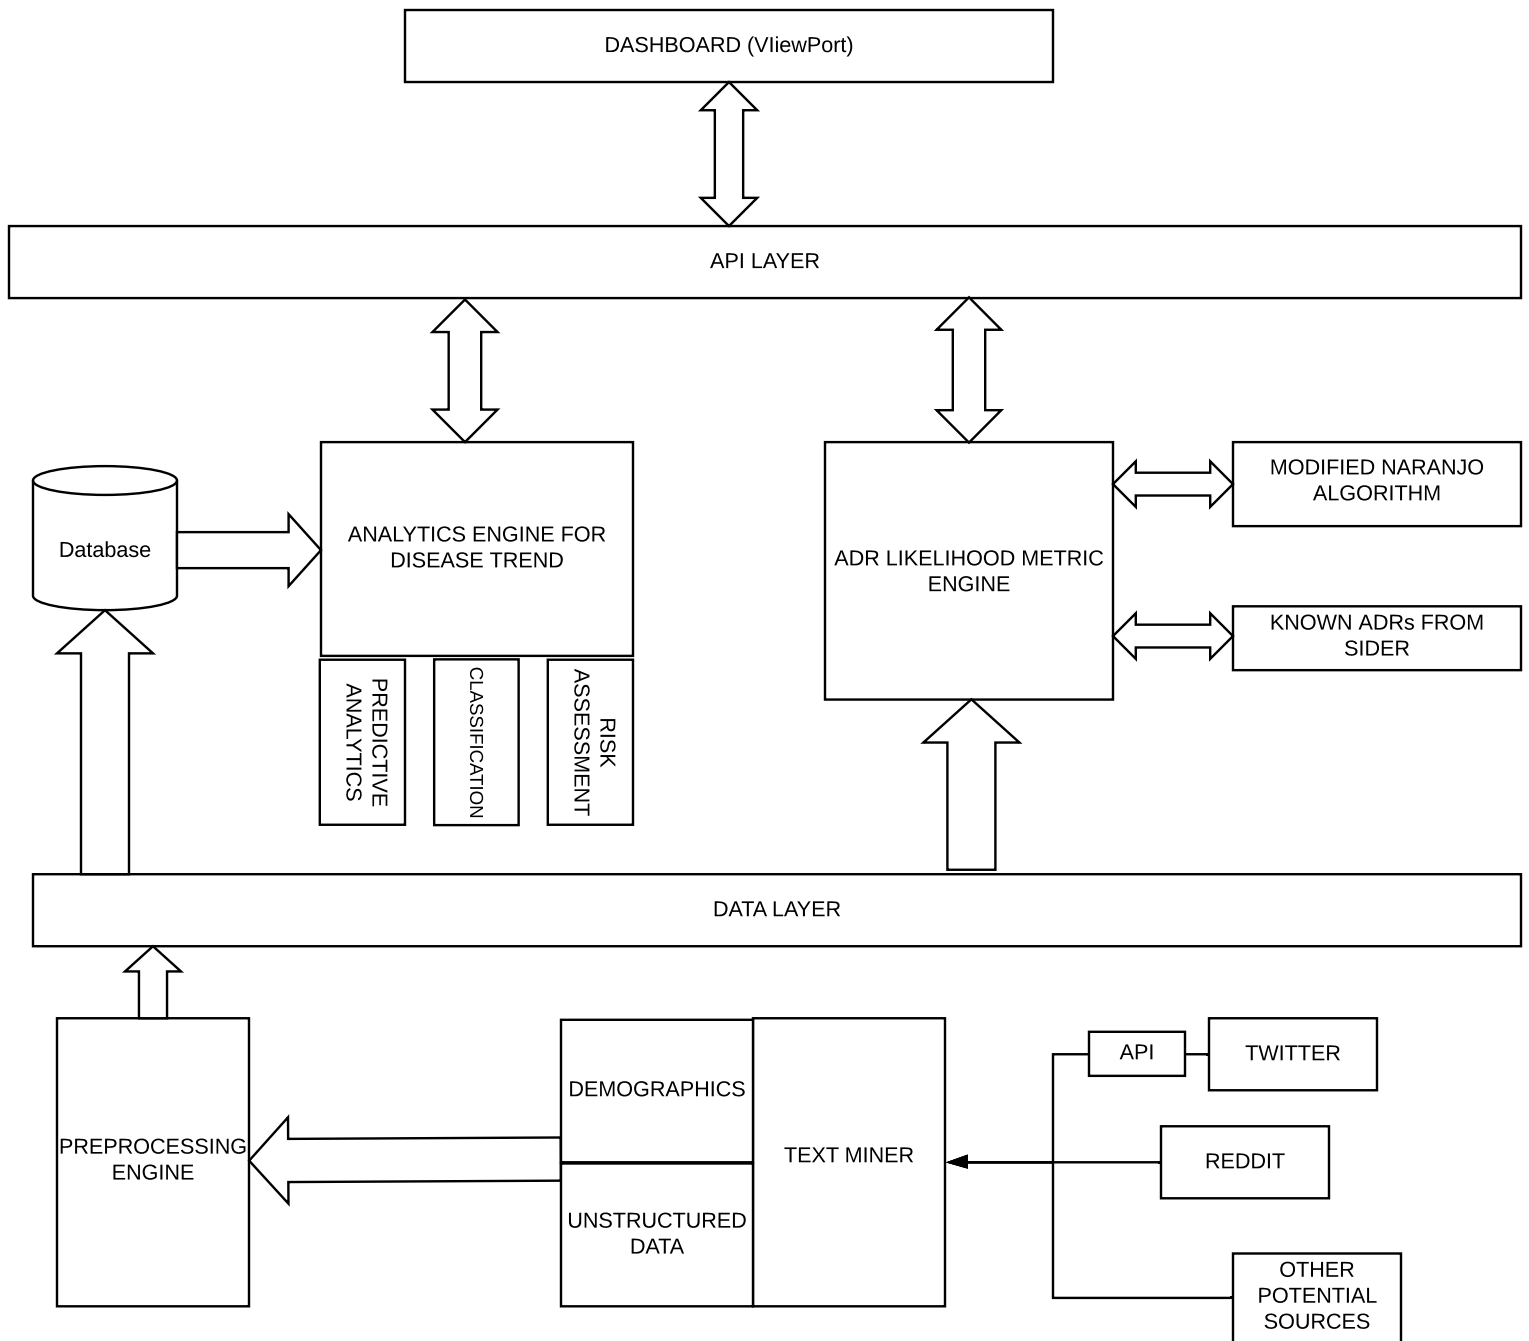 DASHBOARD (VIiewPort)
API LAYER
Database
ANALYTICS ENGINE FOR
DISEASE TREND
PREDICTIVE
ANALYTICS
CLASSIFICATION
RISK
ASSESSMENT
ADR LIKELIHOOD METRIC
ENGINE
MODIFIED NARANJO
ALGORITHM
KNOWN ADRs FROM
SIDER
DATA LAYER
PREPROCESSING
ENGINE
DEMOGRAPHICS
UNSTRUCTURED
DATA
TEXT MINER
API
TWITTER
REDDIT
OTHER
POTENTIAL
SOURCES